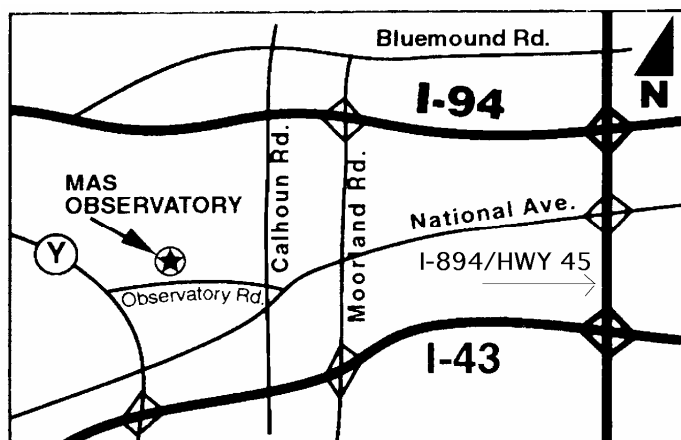 Bluemound Rd.
I-94
N
MAS
OBSERVATORY
Calhoun Rd.
Moorland Rd.
National Ave.
Y
I-894/HWY 45
Observatory Rd.
I-43